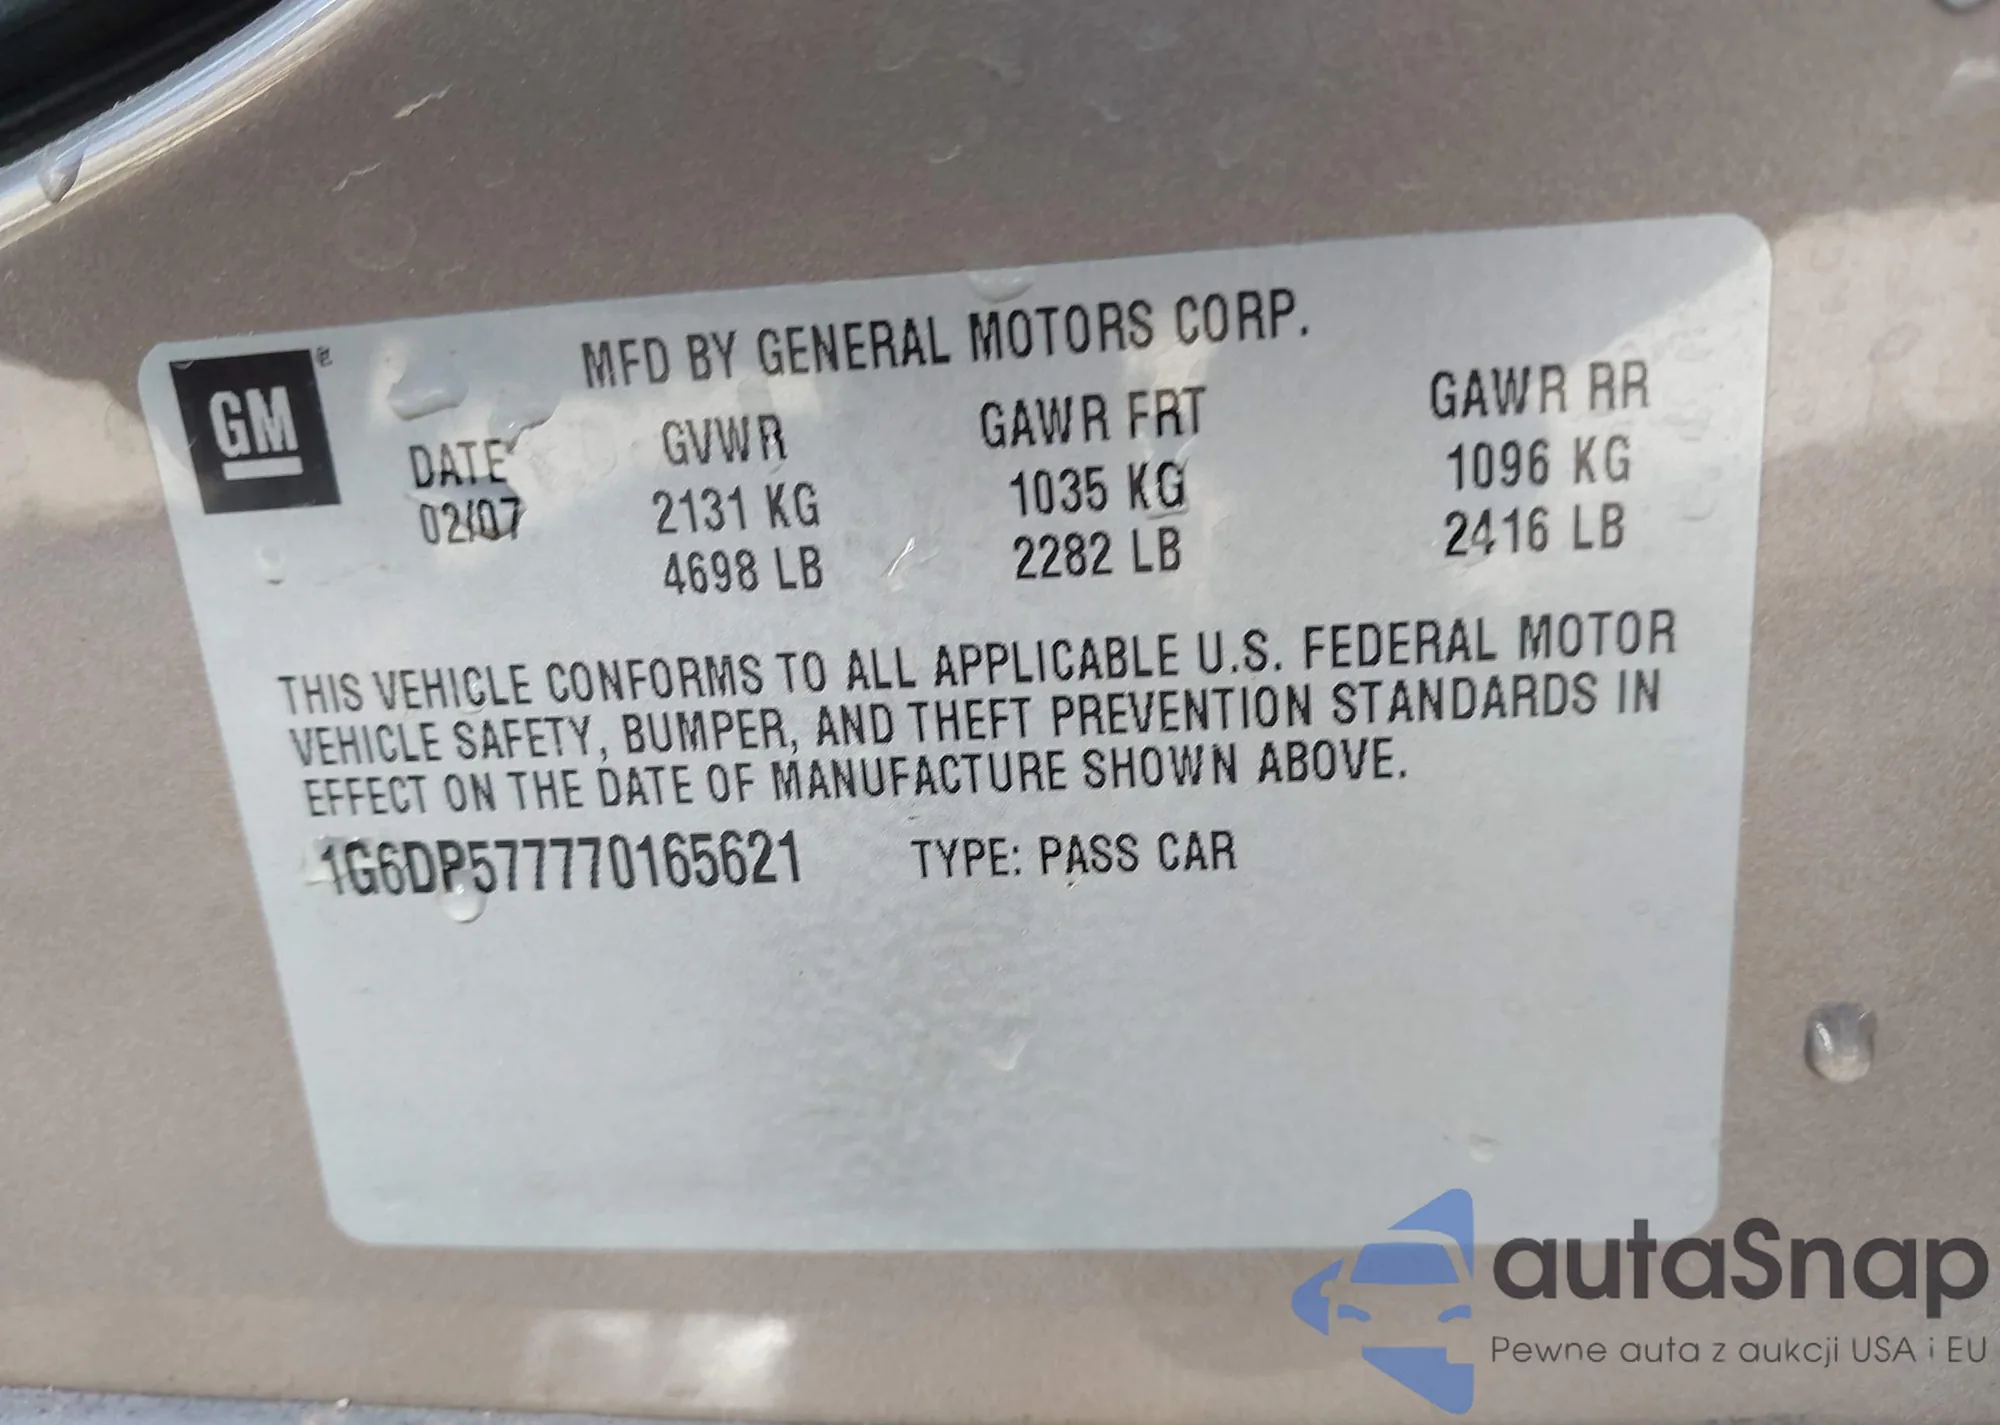 MFD BY GENERAL MOTORS CORP.
GM
DATE GVWR GAWR FRT GAWR RR
02/07 2131 KG 1035 KG 1096 KG
4698 LB 2282 LB 2416 LB
THIS VEHICLE CONFORMS TO ALL APPLICABLE U.S. FEDERAL MOTOR
VEHICLE SAFETY, BUMPER, AND THEFT PREVENTION STANDARDS IN
EFFECT ON THE DATE OF MANUFACTURE SHOWN ABOVE.
1G6DP577770165621 TYPE: PASS CAR
autaSnap
Pewne auta z aukcji USA i EU